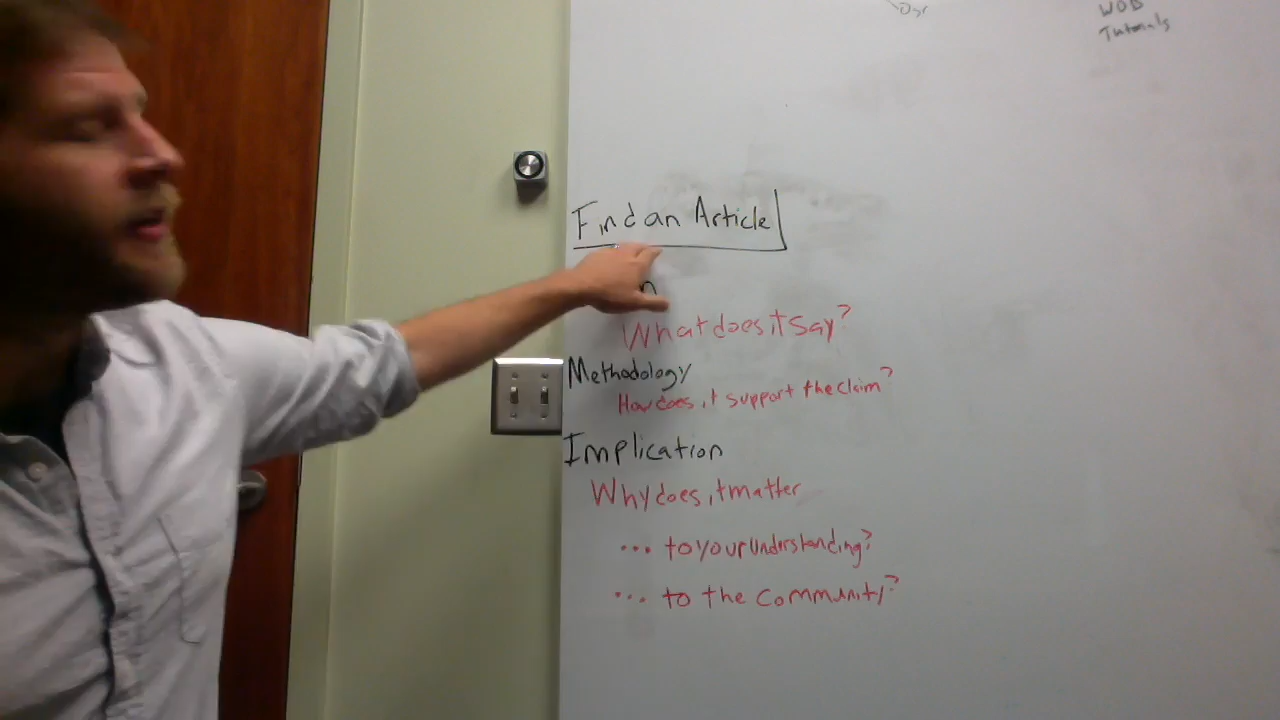 WOB
Tutorials
Find an Article
What does it say?
Methodology
How does it support the claim?
Implication
Why does it matter
... to your understanding?
... to the community?